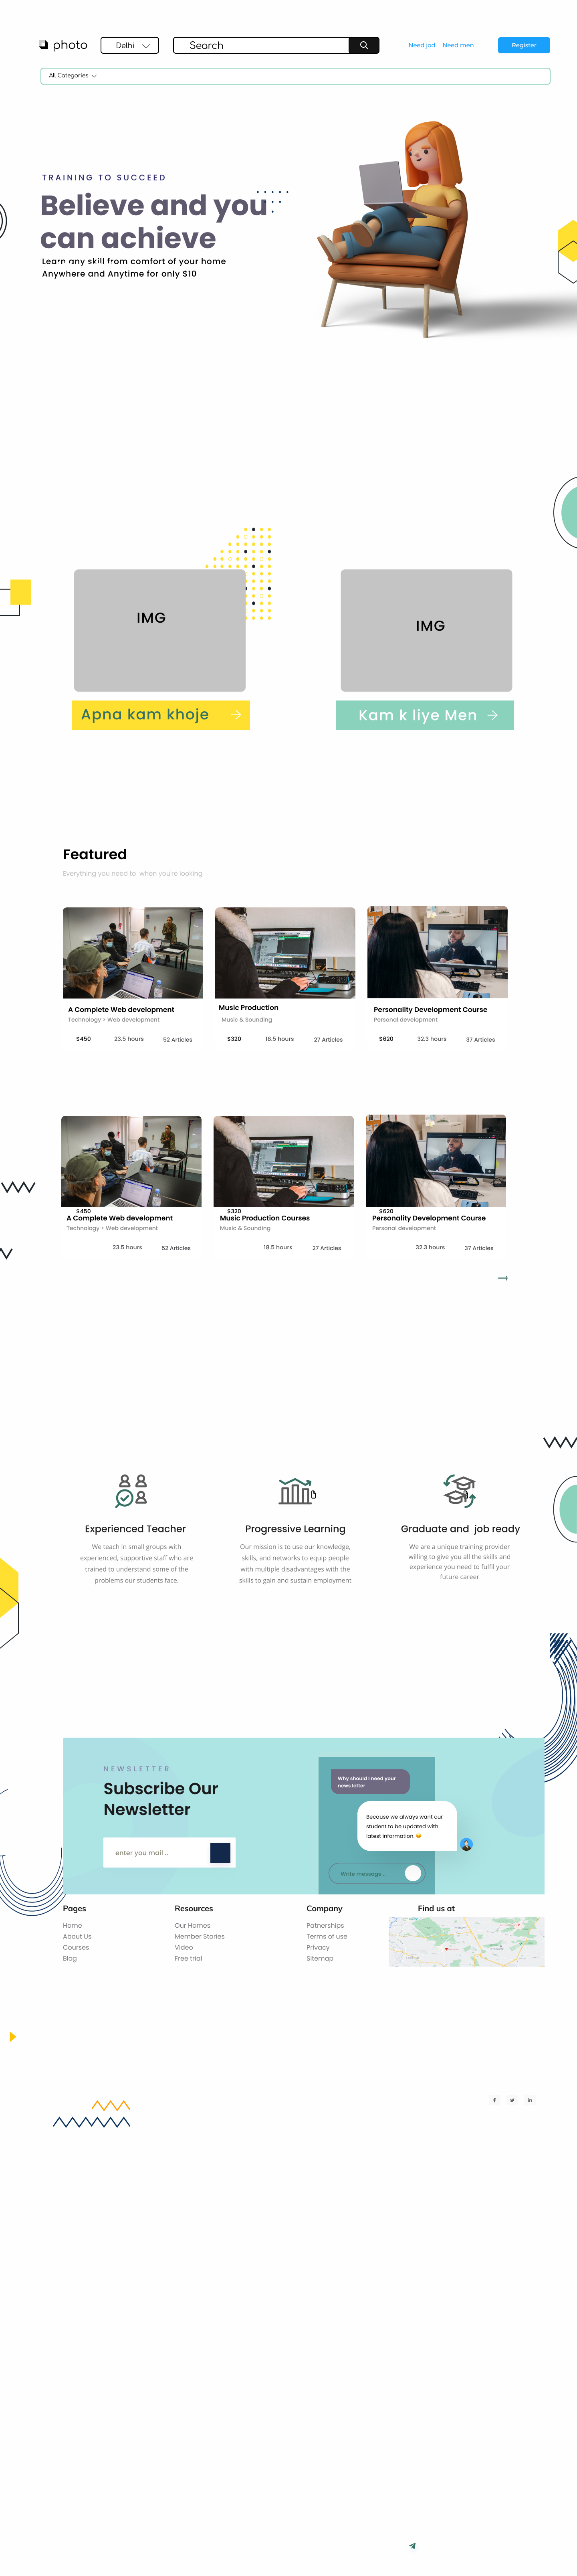 photo
Delhi
Search
Need jod
Need men
Register
All Categories
TRAINING TO SUCCEED
Believe and you
can achieve
Learn any skill from comfort of your home
Anywhere and Anytime for only $10
IMG
IMG
Apna kam khoje
Kam k liye Men
Featured
Everything you need to when you're looking
A Complete Web development
Technology > Web development
$450 23.5 hours 52 Articles
Music Production
Music & Sounding
$320 18.5 hours 27 Articles
Personality Development Course
Personal development
$620 32.3 hours 37 Articles
$450
A Complete Web development
Technology > Web development
23.5 hours 52 Articles
$320
Music Production Courses
Music & Sounding
18.5 hours 27 Articles
$620
Personality Development Course
Personal development
32.3 hours 37 Articles
Experienced Teacher
We teach in small groups with
experienced, supportive staff who are
trained to understand some of the
problems our students face.
Progressive Learning
Our mission is to use our knowledge,
skills, and networks to equip people
with multiple disadvantages with the
skills to gain and sustain employment
Graduate and job ready
We are a unique training provider
willing to give you all the skills and
experience you need to fulfil your
future career
NEWSLETTER
Subscribe Our
Newsletter
enter you mail ..
Why should I need your
news letter
Because we always want our
student to be updated with
latest information. 😄
Write message ..
Pages
Home
About Us
Courses
Blog
Resources
Our Homes
Member Stories
Video
Free trial
Company
Patnerships
Terms of use
Privacy
Sitemap
Find us at